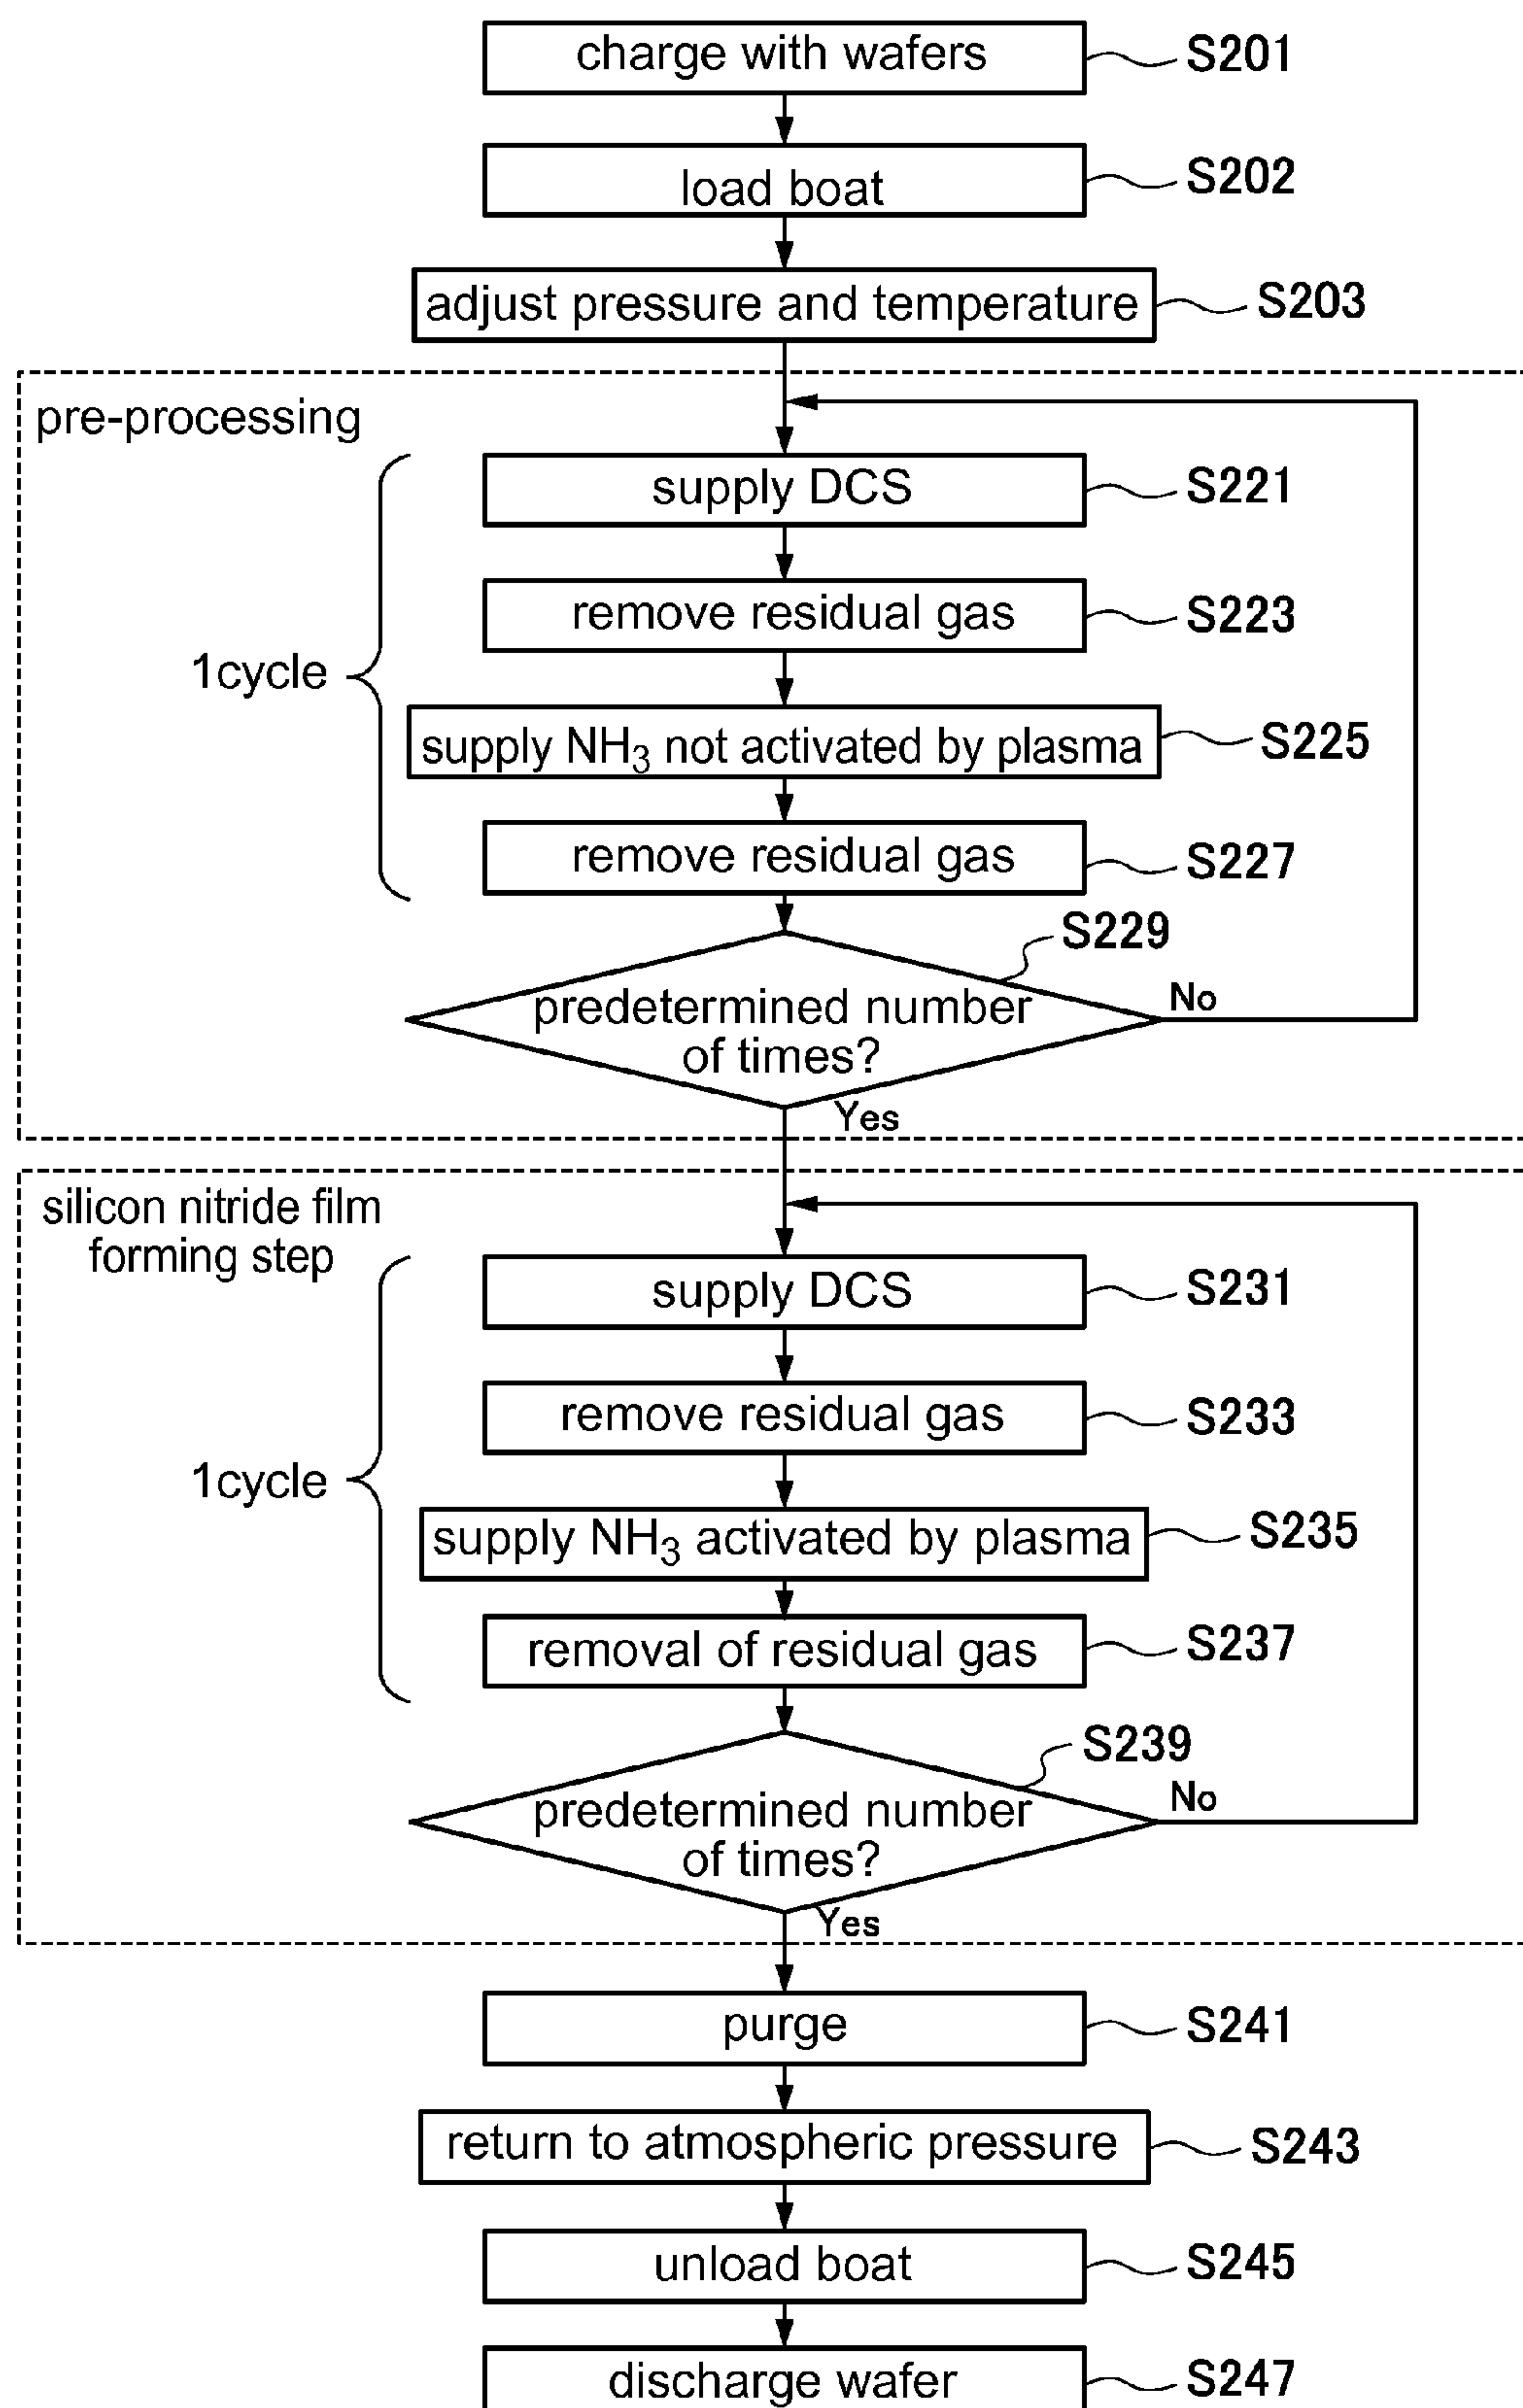 charge with wafers S201
load boat S202
adjust pressure and temperature S203
pre-processing
supply DCS S221
remove residual gas S223
1cycle
supply NH3 not activated by plasma S225
remove residual gas S227
S229
predetermined number
of times?
No
Yes
silicon nitride film
forming step
supply DCS S231
remove residual gas S233
1cycle
supply NH3 activated by plasma S235
removal of residual gas S237
S239
predetermined number
of times?
No
Yes
purge S241
return to atmospheric pressure S243
unload boat S245
discharge wafer S247